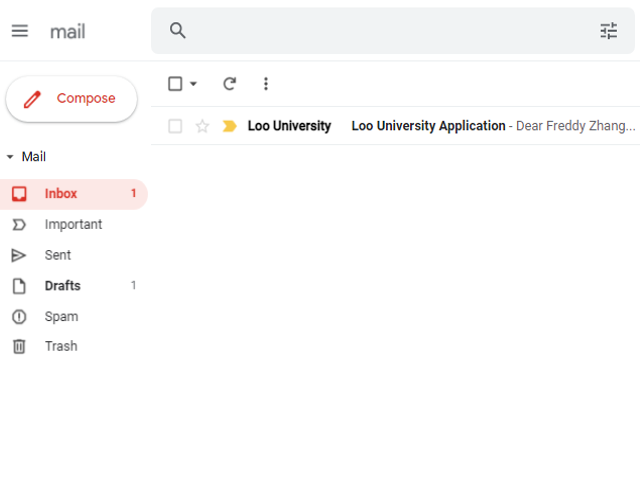 mail
Compose
Mail
Inbox 1
Important
Sent
Drafts 1
Spam
Trash
Loo University Loo University Application - Dear Freddy Zhang...